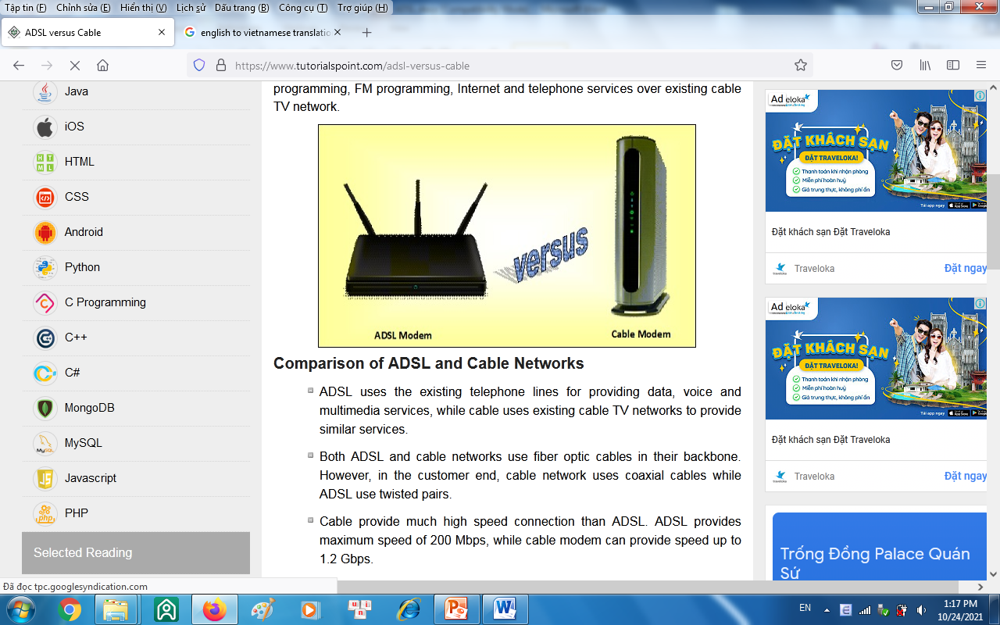 Tập tin (F) Chỉnh sửa (E) Hiển thị (V) Lịch sử Dấu trang (B) Công cụ (T) Trợ giúp (H)
ADSL versus Cable
english to vietnamese translatio
https://www.tutorialspoint.com/adsl-versus-cable
Java
iOS
HTML
CSS
Android
Python
C Programming
C++
C#
MongoDB
MySQL
Javascript
PHP
Selected Reading
programming, FM programming, Internet and telephone services over existing cable
TV network.
versus
ADSL Modem
Cable Modem
Comparison of ADSL and Cable Networks
ADSL uses the existing telephone lines for providing data, voice and
multimedia services, while cable uses existing cable TV networks to provide
similar services.
Both ADSL and cable networks use fiber optic cables in their backbone.
However, in the customer end, cable network uses coaxial cables while
ADSL use twisted pairs.
Cable provide much high speed connection than ADSL. ADSL provides
maximum speed of 200 Mbps, while cable modem can provide speed up to
1.2 Gbps.
Ad eloka
ĐẶT KHÁCH SẠN
ĐẶT TRAVELOKA!
Thanh toán khi nhận phòng
Miễn phí hoàn huỷ
Giá trung thực, không phí ẩn
Tải app ngay
Đặt khách sạn Đặt Traveloka
Traveloka
Đặt ngay
Ad eloka
ĐẶT KHÁCH SẠN
ĐẶT TRAVELOKA!
Thanh toán khi nhận phòng
Miễn phí hoàn huỷ
Giá trung thực, không phí ẩn
Tải app ngay
Đặt khách sạn Đặt Traveloka
Traveloka
Đặt ngay
Trống Đồng Palace Quán
Sứ
Đã đọc tpc.googlesyndication.com
EN
1:17 PM
10/24/2021